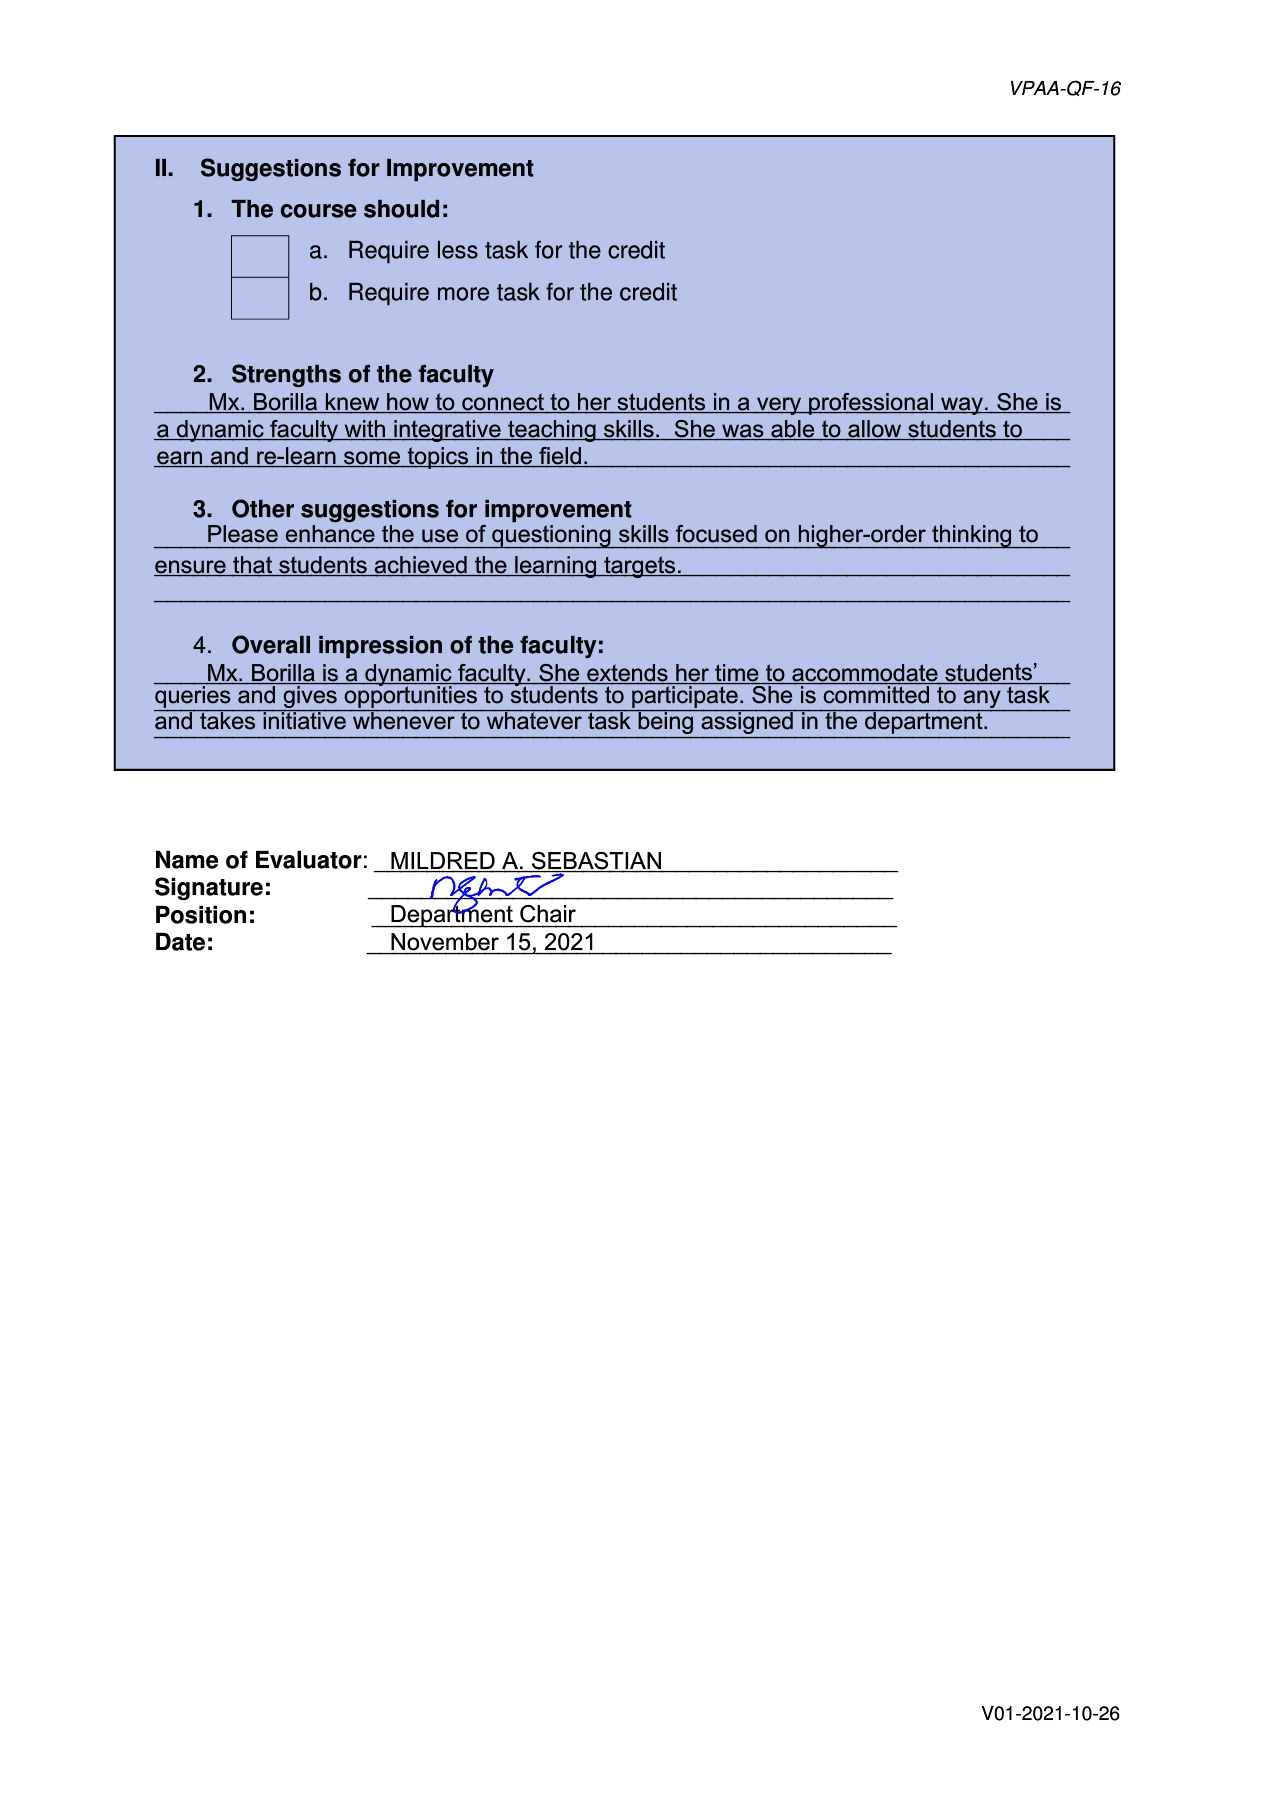 VPAA-QF-16
II. Suggestions for Improvement
1. The course should:
a. Require less task for the credit
b. Require more task for the credit
2. Strengths of the faculty
Mx. Borilla knew how to connect to her students in a very professional way. She is
a dynamic faculty with integrative teaching skills.  She was able to allow students to
earn and re-learn some topics in the field.
3. Other suggestions for improvement
Please enhance the use of questioning skills focused on higher-order thinking to
ensure that students achieved the learning targets.
4. Overall impression of the faculty:
Mx. Borilla is a dynamic faculty. She extends her time to accommodate students’
queries and gives opportunities to students to participate. She is committed to any task
and takes initiative whenever to whatever task being assigned in the department.
Name of Evaluator: MILDRED A. SEBASTIAN
Signature:
Position: Department Chair
Date: November 15, 2021
V01-2021-10-26